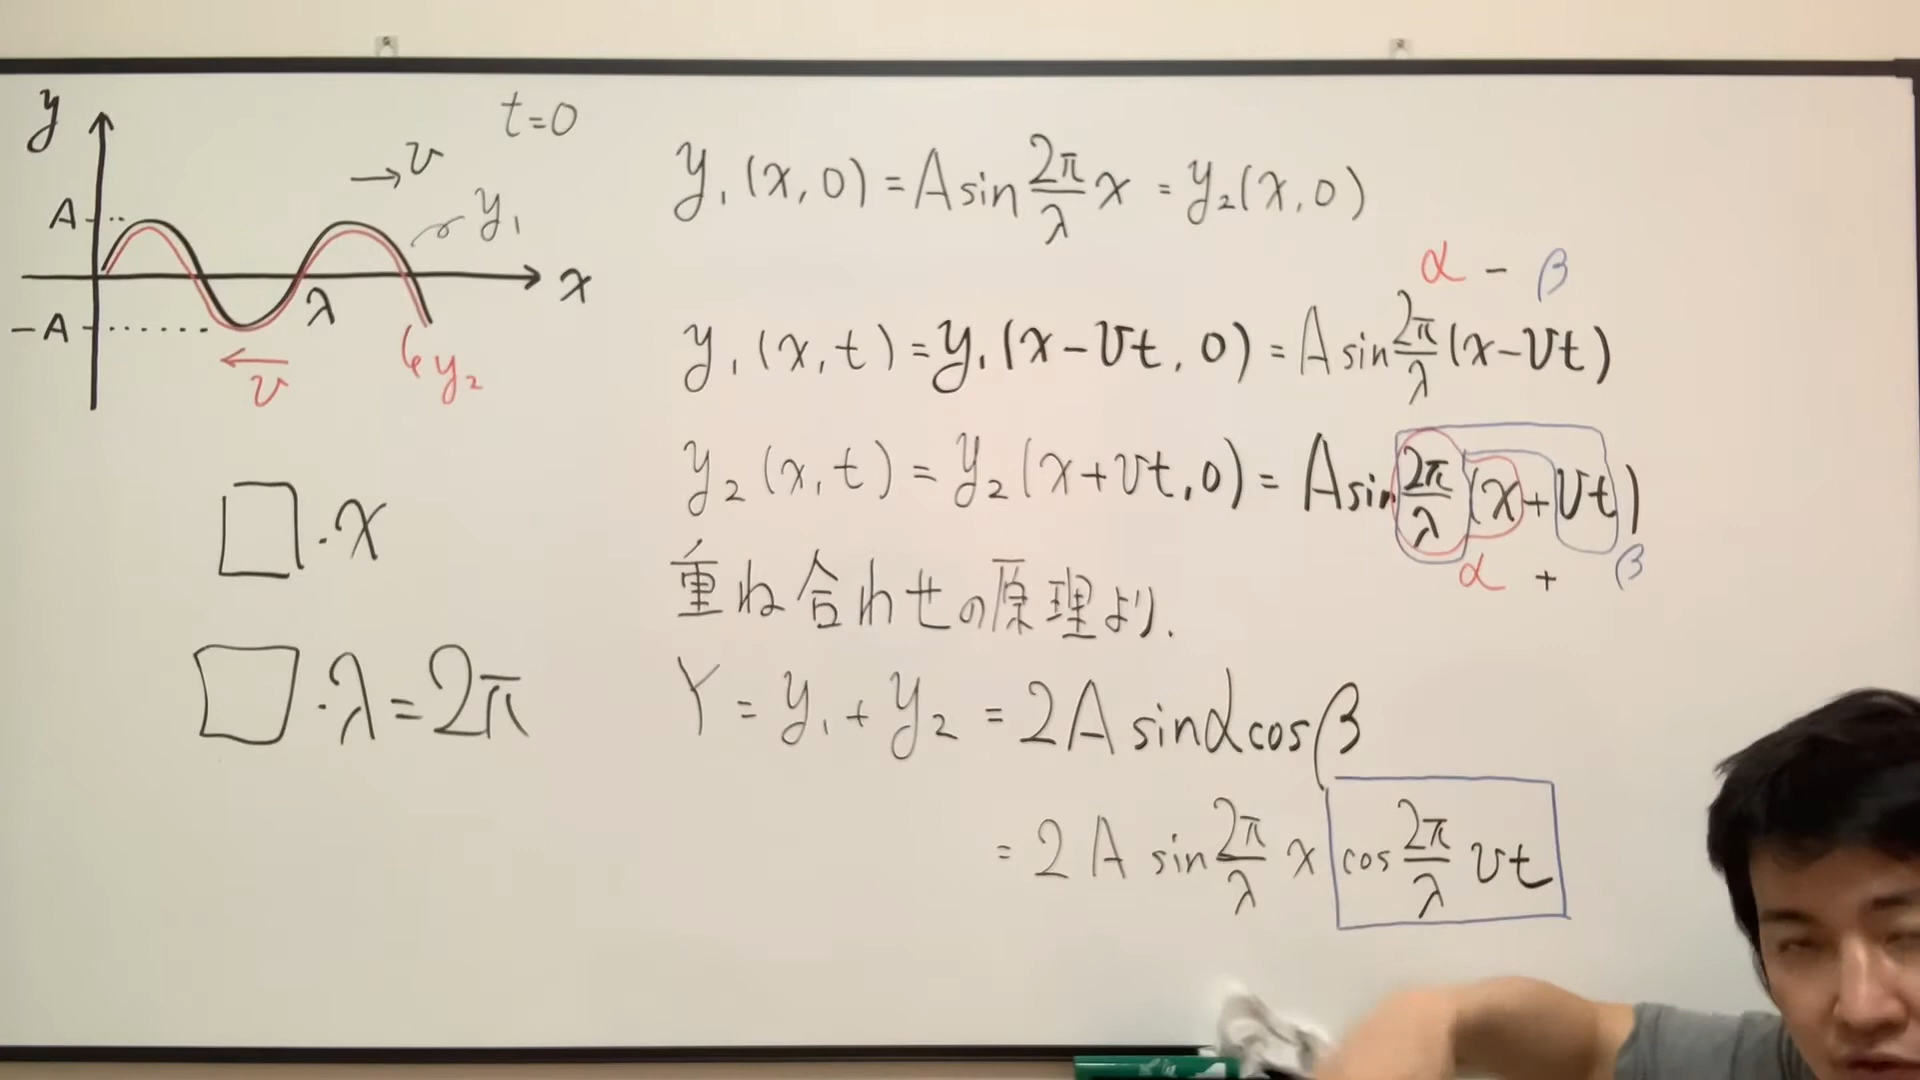 y
t=0
→v
A
y₁
x
λ
-A
v
y₂
□・x
□・λ=2π
y₁(x,0)=A sin 2π/λ x = y₂(x,0)
α - β
y₁(x,t)=y₁(x-vt,0)=A sin 2π/λ (x-vt)
y₂(x,t)=y₂(x+vt,0)=A sin 2π/λ (x+vt)
α + β
重ね合わせの原理より.
Y=y₁+y₂=2A sinαcosβ
=2A sin 2π/λ x cos 2π/λ vt